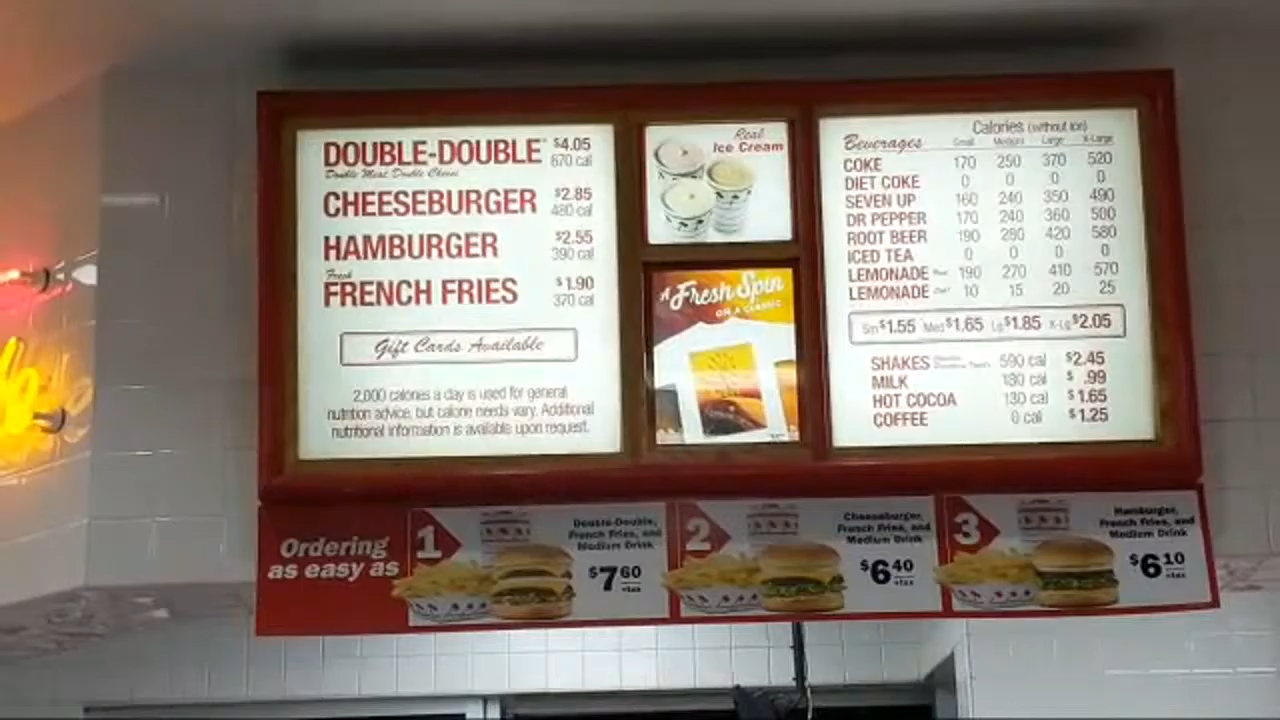 DOUBLE-DOUBLE $4.05
Double Meat Double Cheese 670 cal
CHEESEBURGER $2.85
480 cal
HAMBURGER $2.55
390 cal
Fresh
FRENCH FRIES $1.90
370 cal
Gift Cards Available
2,000 calories a day is used for general
nutrition advice, but calorie needs vary. Additional
nutritional information is available upon request.
Real
Ice Cream
A Fresh Spin
ON A CLASSIC
Calories (without ice)
Beverages Small Medium Large X-Large
COKE 170 250 370 520
DIET COKE 0 0 0 0
SEVEN UP 160 240 350 490
DR PEPPER 170 240 360 500
ROOT BEER 190 280 420 580
ICED TEA 0 0 0 0
LEMONADE 190 270 410 570
LEMONADE 10 15 20 25
Sm $1.55 Med $1.65 Lg $1.85 X-Lg $2.05
SHAKES 590 cal $2.45
MILK 180 cal $ .99
HOT COCOA 130 cal $1.65
COFFEE 0 cal $1.25
Ordering
as easy as
1
Double-Double,
French Fries, and
Medium Drink
$7 60
+tax
2
Cheeseburger,
French Fries, and
Medium Drink
$6 40
+tax
3
Hamburger,
French Fries, and
Medium Drink
$6 10
+tax